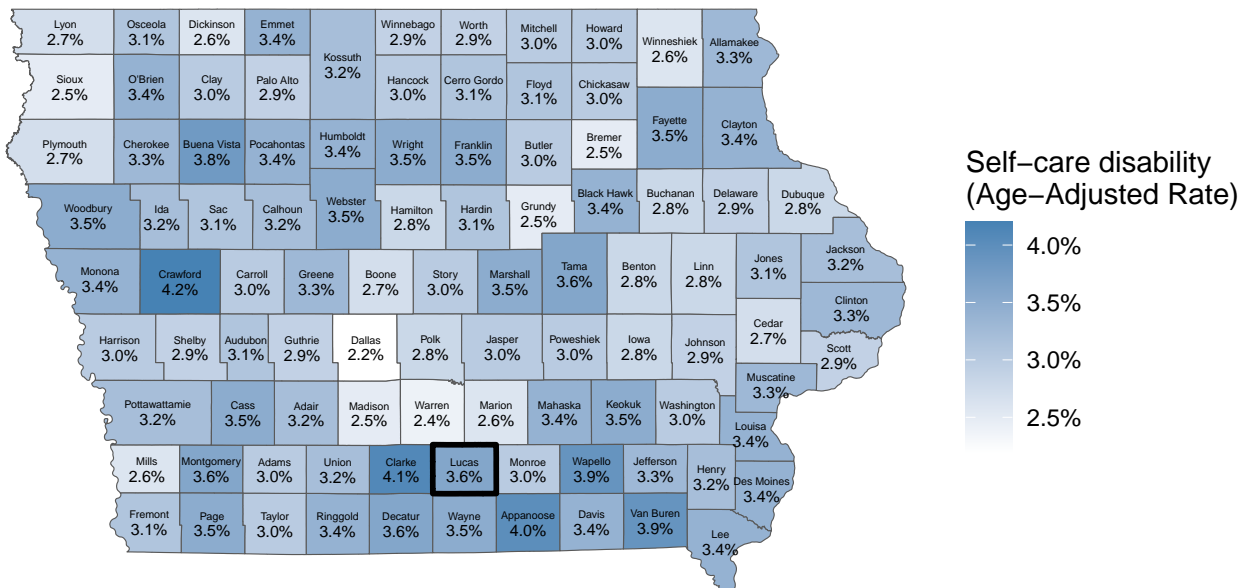 Lyon
2.7%
Osceola
3.1%
Dickinson
2.6%
Emmet
3.4%
Kossuth
3.2%
Winnebago
2.9%
Worth
2.9%
Mitchell
3.0%
Howard
3.0%
Winneshiek
2.6%
Allamakee
3.3%
Sioux
2.5%
O'Brien
3.4%
Clay
3.0%
Palo Alto
2.9%
Hancock
3.0%
Cerro Gordo
3.1%
Floyd
3.1%
Chickasaw
3.0%
Plymouth
2.7%
Cherokee
3.3%
Buena Vista
3.8%
Pocahontas
3.4%
Humboldt
3.4%
Wright
3.5%
Franklin
3.5%
Butler
3.0%
Bremer
2.5%
Fayette
3.5%
Clayton
3.4%
Woodbury
3.5%
Ida
3.2%
Sac
3.1%
Calhoun
3.2%
Webster
3.5%
Hamilton
2.8%
Hardin
3.1%
Grundy
2.5%
Black Hawk
3.4%
Buchanan
2.8%
Delaware
2.9%
Dubuque
2.8%
Monona
3.4%
Crawford
4.2%
Carroll
3.0%
Greene
3.3%
Boone
2.7%
Story
3.0%
Marshall
3.5%
Tama
3.6%
Benton
2.8%
Linn
2.8%
Jones
3.1%
Jackson
3.2%
Clinton
3.3%
Harrison
3.0%
Shelby
2.9%
Audubon
3.1%
Guthrie
2.9%
Dallas
2.2%
Polk
2.8%
Jasper
3.0%
Poweshiek
3.0%
Iowa
2.8%
Johnson
2.9%
Cedar
2.7%
Scott
2.9%
Muscatine
3.3%
Pottawattamie
3.2%
Cass
3.5%
Adair
3.2%
Madison
2.5%
Warren
2.4%
Marion
2.6%
Mahaska
3.4%
Keokuk
3.5%
Washington
3.0%
Louisa
3.4%
Mills
2.6%
Montgomery
3.6%
Adams
3.0%
Union
3.2%
Clarke
4.1%
Lucas
3.6%
Monroe
3.0%
Wapello
3.9%
Jefferson
3.3%
Henry
3.2%
Des Moines
3.4%
Fremont
3.1%
Page
3.5%
Taylor
3.0%
Ringgold
3.4%
Decatur
3.6%
Wayne
3.5%
Appanoose
4.0%
Davis
3.4%
Van Buren
3.9%
Lee
3.4%
Self−care disability
(Age−Adjusted Rate)
4.0%
3.5%
3.0%
2.5%